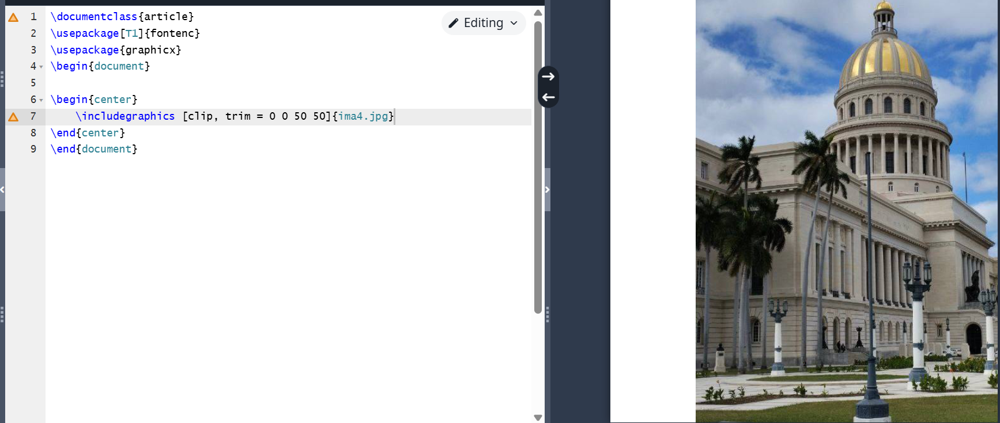 1 \documentclass{article}
2 \usepackage[T1]{fontenc}
3 \usepackage{graphicx}
4 \begin{document}
5
6 \begin{center}
7     \includegraphics [clip, trim = 0 0 50 50]{ima4.jpg}
8 \end{center}
9 \end{document}
Editing